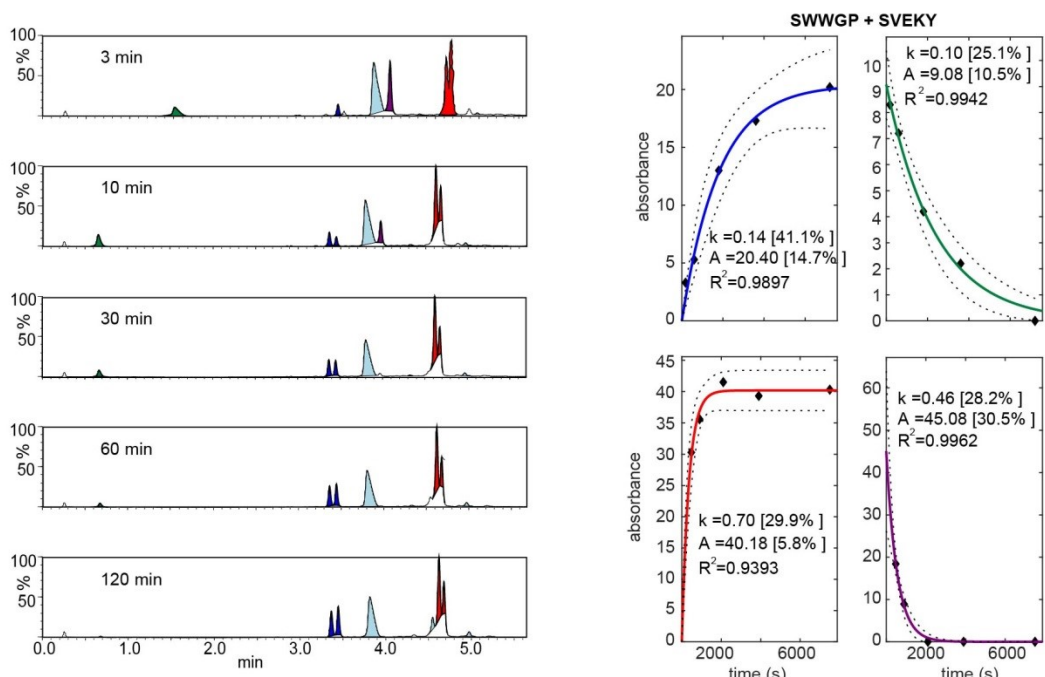 100
50
%
3 min
100
50
%
10 min
100
50
%
30 min
100
50
%
60 min
100
50
%
120 min
0.0 1.0 2.0 3.0 4.0 5.0
min
SWWGP + SVEKY
absorbance
20
15
10
5
0
k =0.14 [41.1% ]
A =20.40 [14.7% ]
R²=0.9897
10
9
8
7
6
5
4
3
2
1
0
k =0.10 [25.1% ]
A =9.08 [10.5% ]
R²=0.9942
absorbance
45
40
35
30
25
20
15
10
5
0
k =0.70 [29.9% ]
A =40.18 [5.8% ]
R²=0.9393
2000 6000
time (s)
60
50
40
30
20
10
0
k =0.46 [28.2% ]
A =45.08 [30.5% ]
R²=0.9962
2000 6000
time (s)